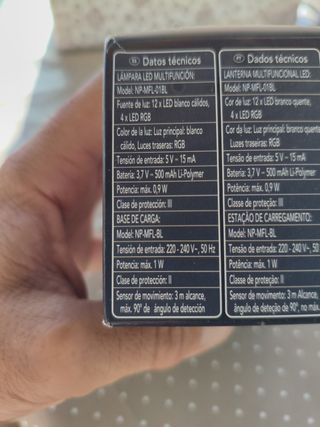 Datos técnicos
LÁMPARA LED MULTIFUNCIÓN:
Model: NP-MFL-01BL
Fuente de luz: 12 x LED blanco cálidos,
4 x LED RGB
Color de la luz: Luz principal: blanco
cálido, Luces traseras: RGB
Tensión de entrada: 5 V – 15 mA
Batería: 3,7 V – 500 mAh Li-Polymer
Potencia: máx. 0,9 W
Clase de protección: III
BASE DE CARGA:
Model: NP-MFL-BL
Tensión de entrada: 220 - 240 V~, 50 Hz
Potencia: máx. 1 W
Clase de protección: II
Sensor de movimiento: 3 m alcance,
máx. 90° de ángulo de detección
Dados técnicos
LANTERNA MULTIFUNCIONAL LED:
Model: NP-MFL-01BL
Cor de luz: 12 x LED branco quente,
4 x LED RGB
Cor da luz: Luz principal: branco quente
Luzes traseiras: RGB
Tensão de entrada: 5 V – 15 mA
Bateria: 3,7 V – 500 mAh Li-Polymer
Potência: máx. 0,9 W
Clase de proteção: III
ESTAÇÃO DE CARREGAMENTO:
Model: NP-MFL-BL
Tensão de entrada: 220 - 240 V~, 50
Potência: máx. 1 W
Clase de proteção: II
Sensor de movimento: 3 m Alcance,
ângulo de deteção de 90°, no máx.